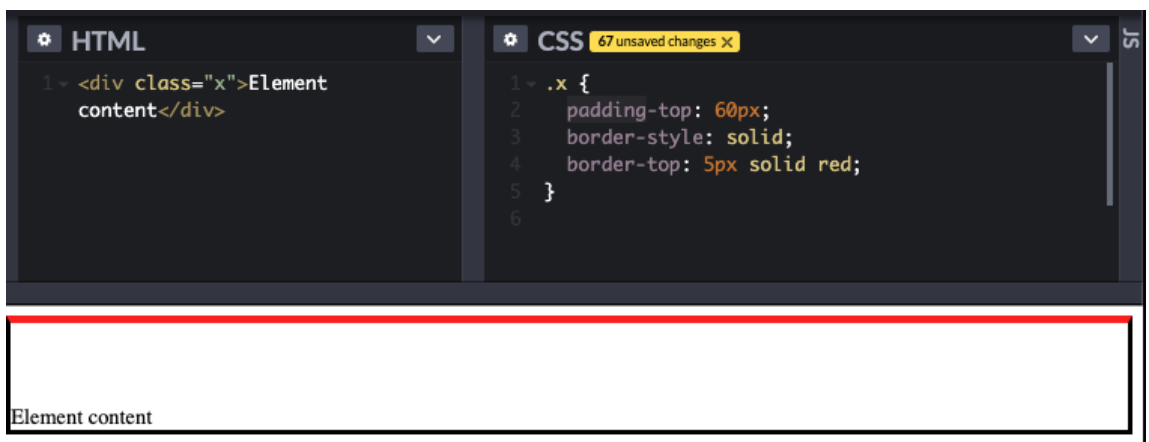 HTML
1 <div class="x">Element
content</div>
CSS 67 unsaved changes X
1 .x {
2 padding-top: 60px;
3 border-style: solid;
4 border-top: 5px solid red;
5 }
6
JS
Element content